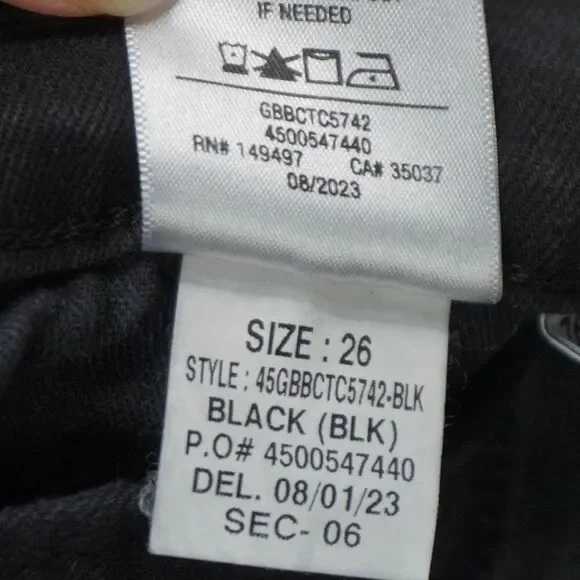 IF NEEDED
GBBCTC5742
4500547440
RN# 149497 CA# 35037
08/2023
SIZE : 26
STYLE : 45GBBCTC5742-BLK
BLACK (BLK)
P.O# 4500547440
DEL. 08/01/23
SEC- 06